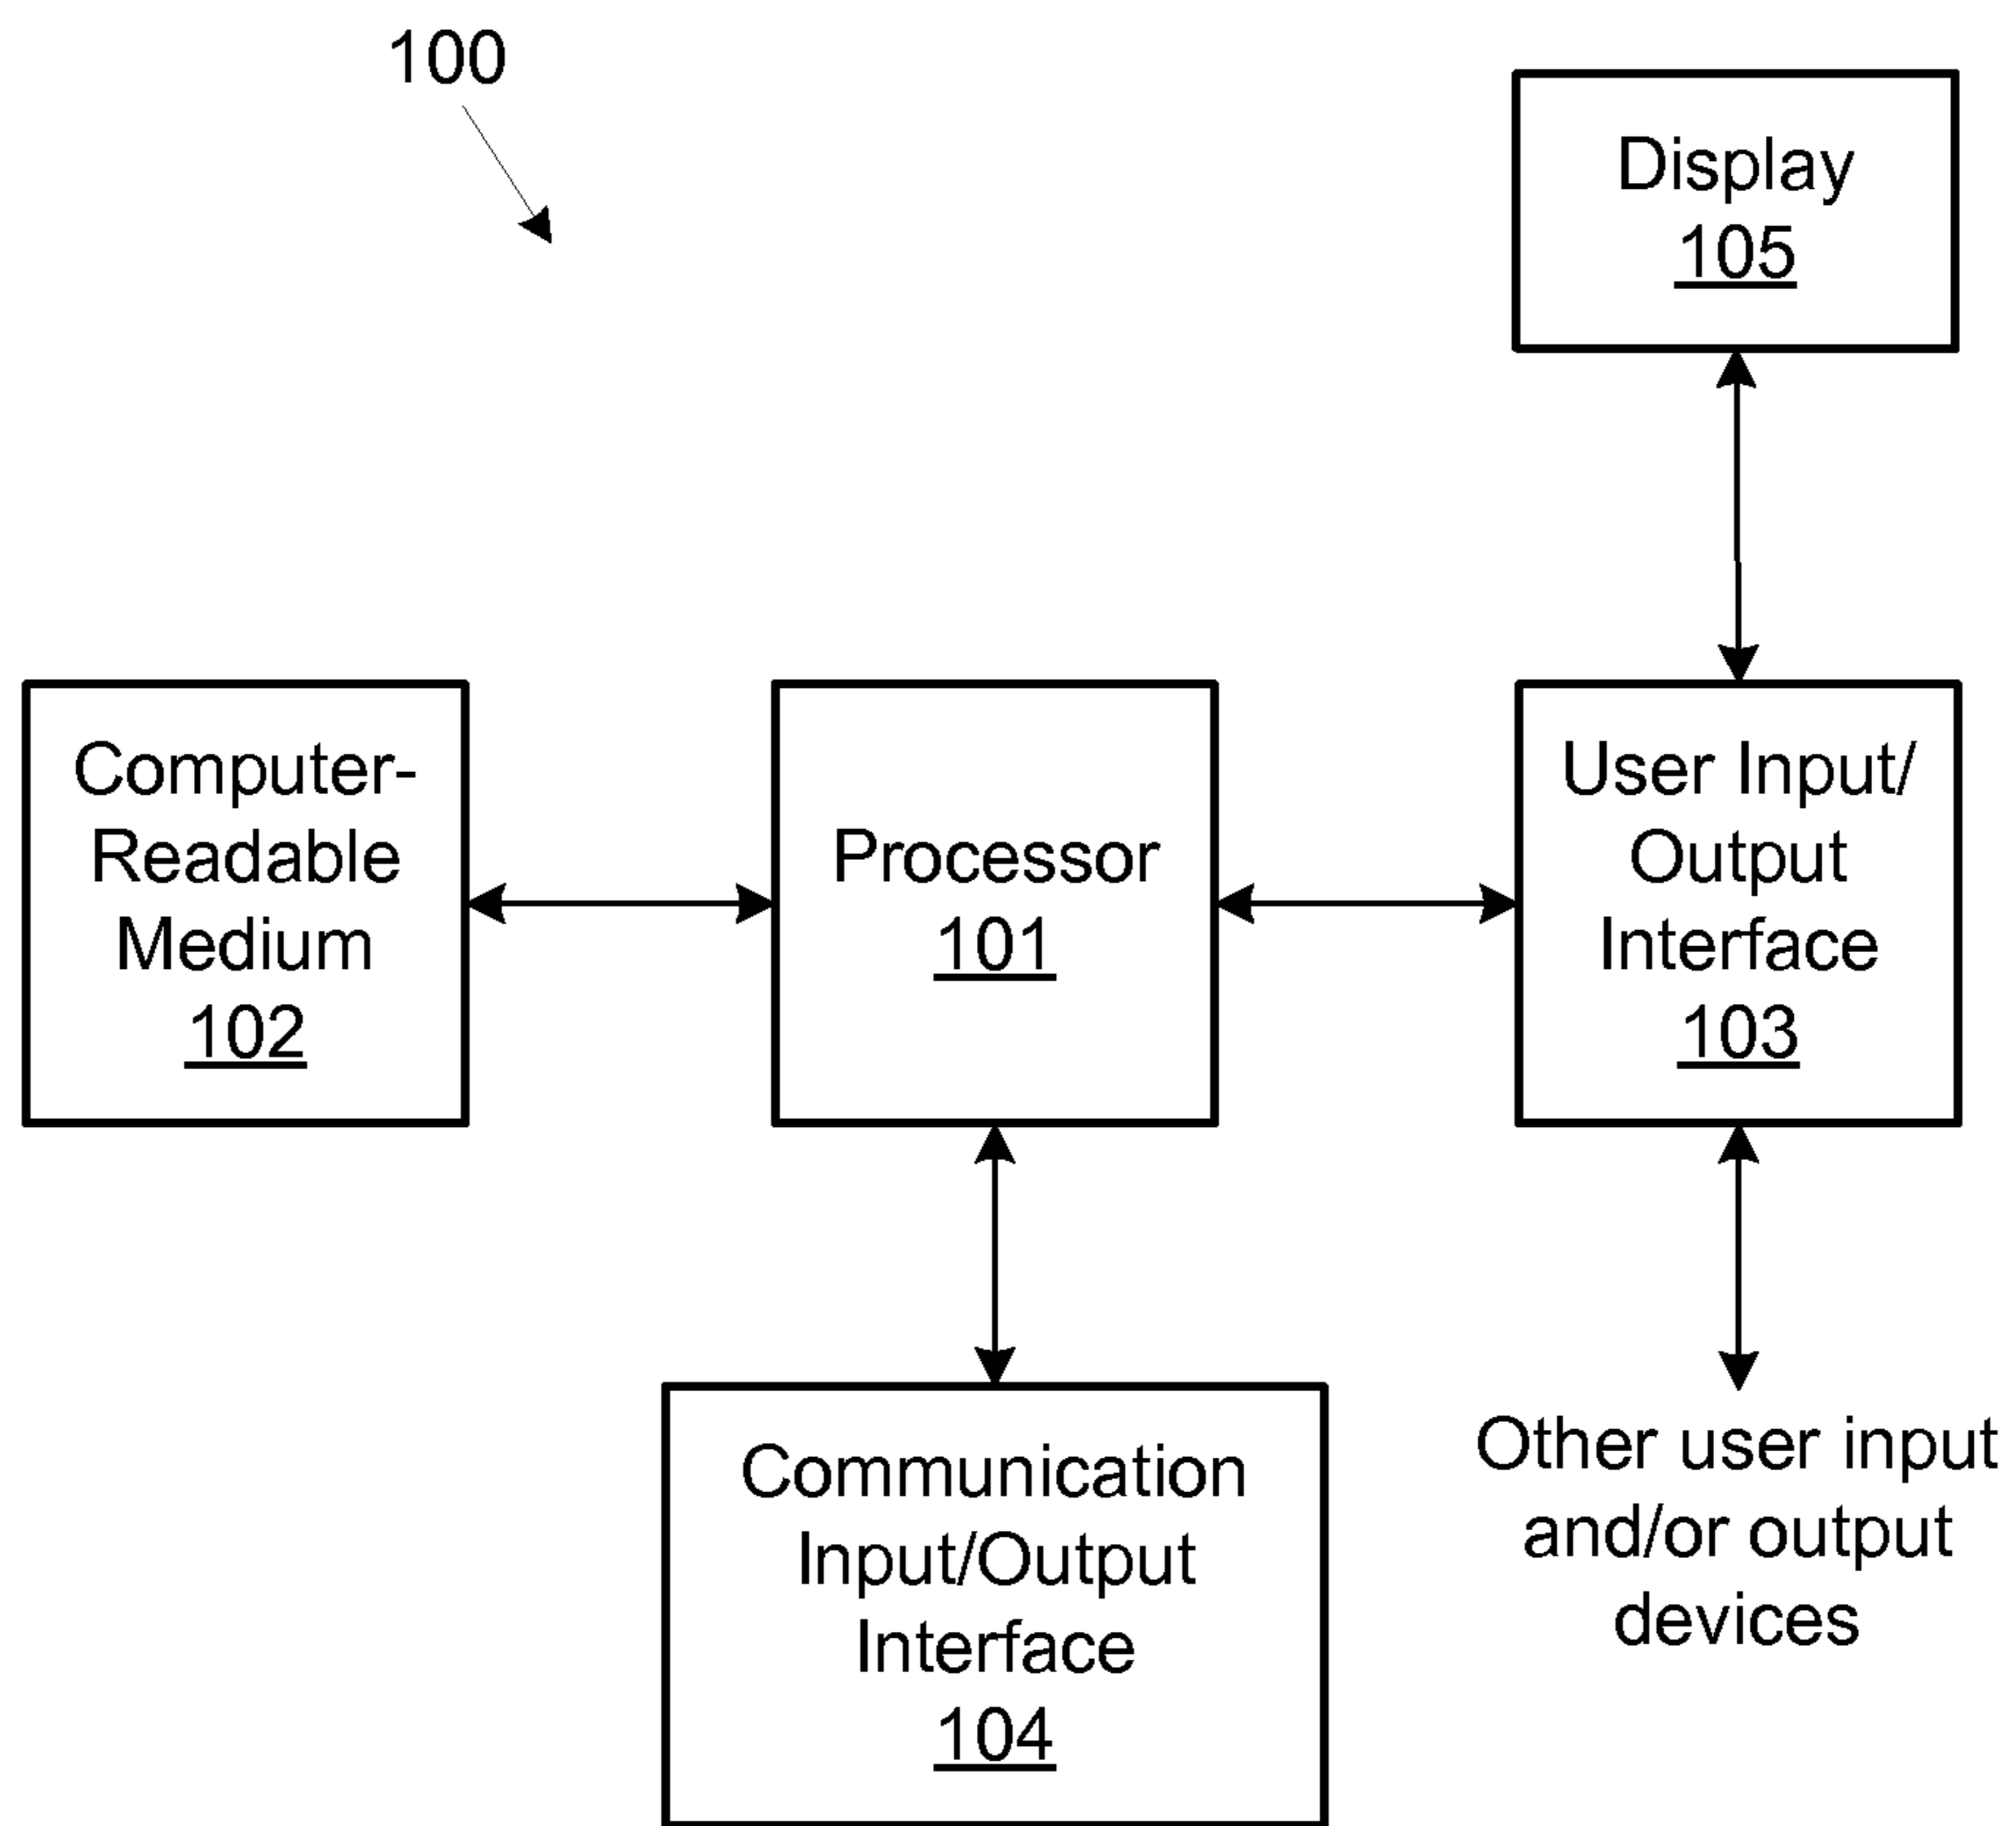 100
Display
105
Computer-
Readable
Medium
102
Processor
101
User Input/
Output
Interface
103
Communication
Input/Output
Interface
104
Other user input
and/or output
devices